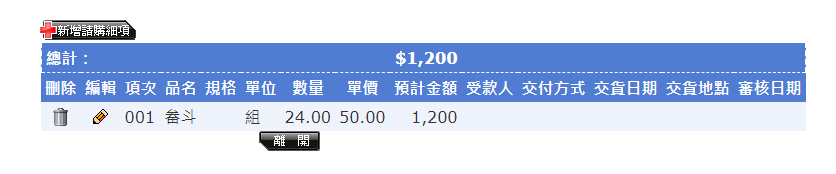 新增請購細項
總計： $1,200
刪除 編輯 項次 品名 規格 單位 數量 單價 預計金額 受款人 交付方式 交貨日期 交貨地點 審核日期
001 畚斗 組 24.00 50.00 1,200
離 開